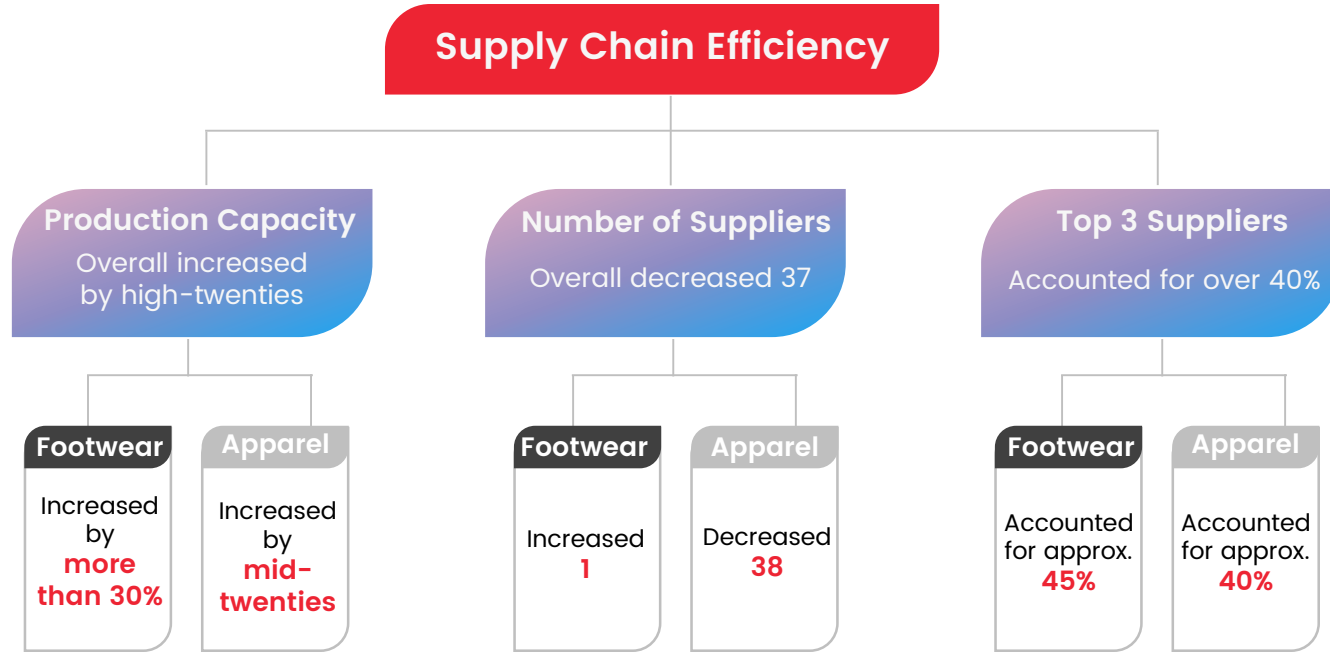 Supply Chain Efficiency
Production Capacity
Overall increased
by high-twenties
Footwear
Increased
by
more
than 30%
Apparel
Increased
by
mid-
twenties
Number of Suppliers
Overall decreased 37
Footwear
Increased
1
Apparel
Decreased
38
Top 3 Suppliers
Accounted for over 40%
Footwear
Accounted
for approx.
45%
Apparel
Accounted
for approx.
40%